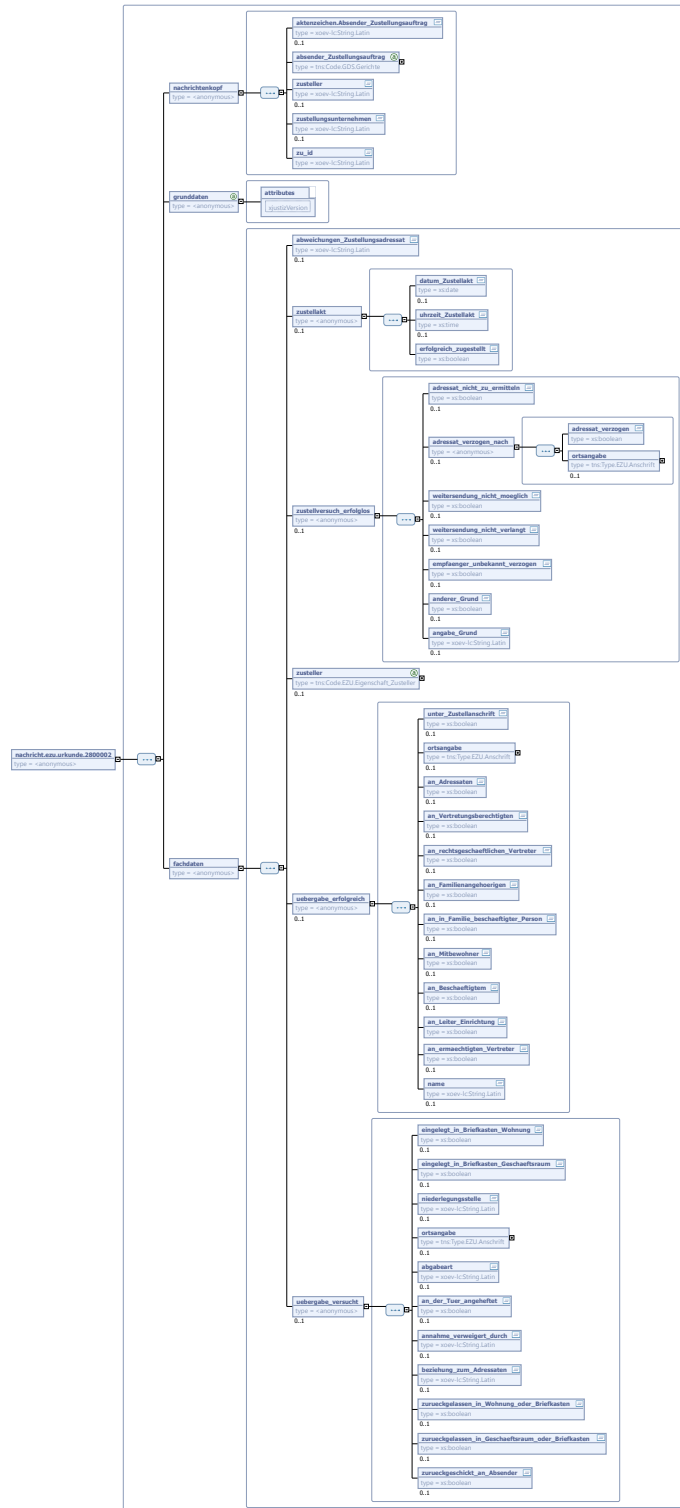 aktenzeichen.Absender_Zustellungsauftrag
type = xoev-lc:String.Latin
0..1
absender_Zustellungsauftrag
type = tns:Code.GDS.Gerichte
zusteller
type = xoev-lc:String.Latin
0..1
nachrichtenkopf
type = <anonymous>
zustellungsunternehmen
type = xoev-lc:String.Latin
0..1
zu_id
type = xoev-lc:String.Latin
grunddaten
type = <anonymous>
attributes
xjustizVersion
abweichungen_Zustellungsadressat
type = xoev-lc:String.Latin
0..1
zustellakt
type = <anonymous>
0..1
datum_Zustellakt
type = xs:date
0..1
uhrzeit_Zustellakt
type = xs:time
0..1
erfolgreich_zugestellt
type = xs:boolean
zustellversuch_erfolglos
type = <anonymous>
0..1
adressat_nicht_zu_ermitteln
type = xs:boolean
0..1
adressat_verzogen_nach
type = <anonymous>
0..1
adressat_verzogen
type = xs:boolean
ortsangabe
type = tns:Type.EZU.Anschrift
0..1
weitersendung_nicht_moeglich
type = xs:boolean
0..1
weitersendung_nicht_verlangt
type = xs:boolean
0..1
empfaenger_unbekannt_verzogen
type = xs:boolean
0..1
anderer_Grund
type = xs:boolean
0..1
angabe_Grund
type = xoev-lc:String.Latin
0..1
zusteller
type = tns:Code.EZU.Eigenschaft_Zusteller
0..1
nachricht.ezu.urkunde.2800002
type = <anonymous>
fachdaten
type = <anonymous>
uebergabe_erfolgreich
type = <anonymous>
0..1
unter_Zustellanschrift
type = xs:boolean
0..1
ortsangabe
type = tns:Type.EZU.Anschrift
0..1
an_Adressaten
type = xs:boolean
0..1
an_Vertretungsberechtigten
type = xs:boolean
0..1
an_rechtsgeschaeftlichen_Vertreter
type = xs:boolean
0..1
an_Familienangehoerigen
type = xs:boolean
0..1
an_in_Familie_beschaeftigter_Person
type = xs:boolean
0..1
an_Mitbewohner
type = xs:boolean
0..1
an_Beschaeftigtem
type = xs:boolean
0..1
an_Leiter_Einrichtung
type = xs:boolean
0..1
an_ermaechtigten_Vertreter
type = xs:boolean
0..1
name
type = xoev-lc:String.Latin
0..1
uebergabe_versucht
type = <anonymous>
0..1
eingelegt_in_Briefkasten_Wohnung
type = xs:boolean
0..1
eingelegt_in_Briefkasten_Geschaeftsraum
type = xs:boolean
0..1
niederlegungsstelle
type = xoev-lc:String.Latin
0..1
ortsangabe
type = tns:Type.EZU.Anschrift
0..1
abgabeart
type = xoev-lc:String.Latin
0..1
an_der_Tuer_angeheftet
type = xs:boolean
0..1
annahme_verweigert_durch
type = xoev-lc:String.Latin
0..1
beziehung_zum_Adressaten
type = xoev-lc:String.Latin
0..1
zurueckgelassen_in_Wohnung_oder_Briefkasten
type = xs:boolean
0..1
zurueckgelassen_in_Geschaeftsraum_oder_Briefkasten
type = xs:boolean
0..1
zurueckgeschickt_an_Absender
type = xs:boolean
0..1